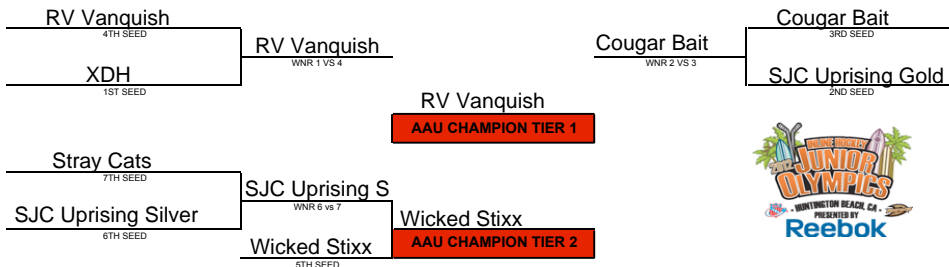 RV Vanquish
4TH SEED
XDH
1ST SEED
RV Vanquish
WNR 1 VS 4
RV Vanquish
AAU CHAMPION TIER 1
Cougar Bait
WNR 2 VS 3
Cougar Bait
3RD SEED
SJC Uprising Gold
2ND SEED
Stray Cats
7TH SEED
SJC Uprising Silver
6TH SEED
SJC Uprising S
WNR 6 vs 7
Wicked Stixx
5TH SEED
Wicked Stixx
AAU CHAMPION TIER 2
INLINE HOCKEY
2012 JUNIOR
OLYMPICS
- HUNTINGTON BEACH, CA -
PRESENTED BY
Reebok